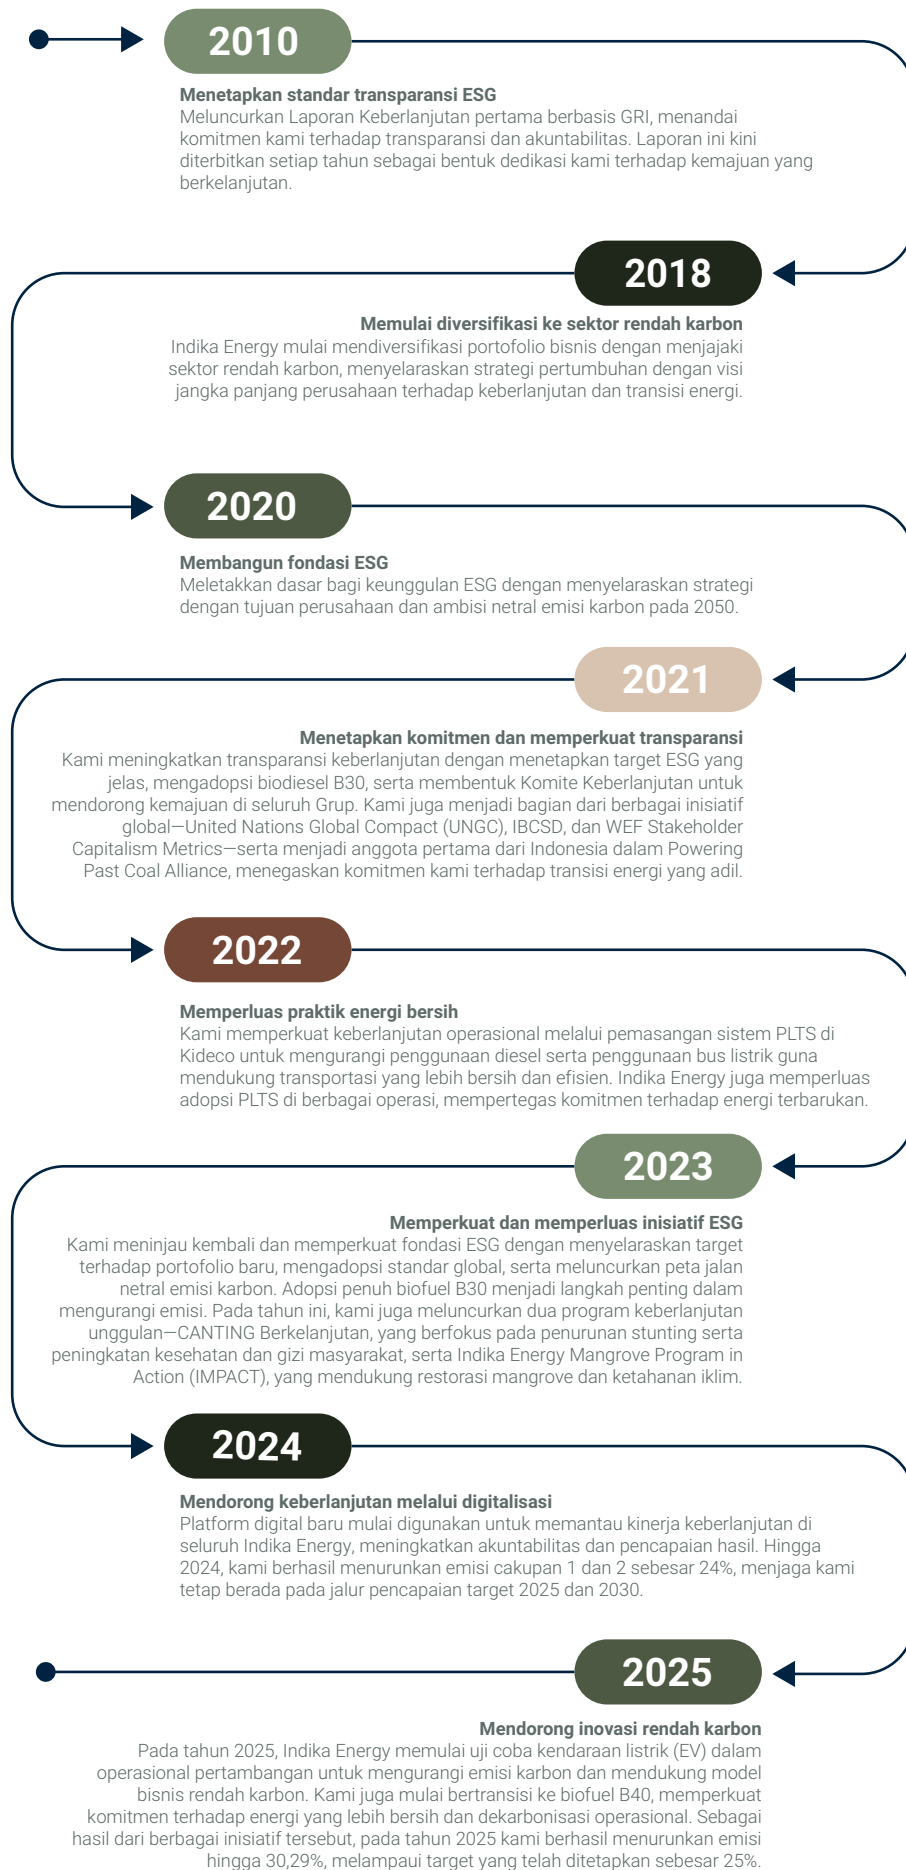 2010
Menetapkan standar transparansi ESG
Meluncurkan Laporan Keberlanjutan pertama berbasis GRI, menandai
komitmen kami terhadap transparansi dan akuntabilitas. Laporan ini kini
diterbitkan setiap tahun sebagai bentuk dedikasi kami terhadap kemajuan yang
berkelanjutan.
2018
Memulai diversifikasi ke sektor rendah karbon
Indika Energy mulai mendiversifikasi portofolio bisnis dengan menjajaki
sektor rendah karbon, menyelaraskan strategi pertumbuhan dengan visi
jangka panjang perusahaan terhadap keberlanjutan dan transisi energi.
2020
Membangun fondasi ESG
Meletakkan dasar bagi keunggulan ESG dengan menyelaraskan strategi
dengan tujuan perusahaan dan ambisi netral emisi karbon pada 2050.
2021
Menetapkan komitmen dan memperkuat transparansi
Kami meningkatkan transparansi keberlanjutan dengan menetapkan target ESG yang
jelas, mengadopsi biodiesel B30, serta membentuk Komite Keberlanjutan untuk
mendorong kemajuan di seluruh Grup. Kami juga menjadi bagian dari berbagai inisiatif
global—United Nations Global Compact (UNGC), IBCSD, dan WEF Stakeholder
Capitalism Metrics—serta menjadi anggota pertama dari Indonesia dalam Powering
Past Coal Alliance, menegaskan komitmen kami terhadap transisi energi yang adil.
2022
Memperluas praktik energi bersih
Kami memperkuat keberlanjutan operasional melalui pemasangan sistem PLTS di
Kideco untuk mengurangi penggunaan diesel serta penggunaan bus listrik guna
mendukung transportasi yang lebih bersih dan efisien. Indika Energy juga memperluas
adopsi PLTS di berbagai operasi, mempertegas komitmen terhadap energi terbarukan.
2023
Memperkuat dan memperluas inisiatif ESG
Kami meninjau kembali dan memperkuat fondasi ESG dengan menyelaraskan target
terhadap portofolio baru, mengadopsi standar global, serta meluncurkan peta jalan
netral emisi karbon. Adopsi penuh biofuel B30 menjadi langkah penting dalam
mengurangi emisi. Pada tahun ini, kami juga meluncurkan dua program keberlanjutan
unggulan—CANTING Berkelanjutan, yang berfokus pada penurunan stunting serta
peningkatan kesehatan dan gizi masyarakat, serta Indika Energy Mangrove Program in
Action (IMPACT), yang mendukung restorasi mangrove dan ketahanan iklim.
2024
Mendorong keberlanjutan melalui digitalisasi
Platform digital baru mulai digunakan untuk memantau kinerja keberlanjutan di
seluruh Indika Energy, meningkatkan akuntabilitas dan pencapaian hasil. Hingga
2024, kami berhasil menurunkan emisi cakupan 1 dan 2 sebesar 24%, menjaga kami
tetap berada pada jalur pencapaian target 2025 dan 2030.
2025
Mendorong inovasi rendah karbon
Pada tahun 2025, Indika Energy memulai uji coba kendaraan listrik (EV) dalam
operasional pertambangan untuk mengurangi emisi karbon dan mendukung model
bisnis rendah karbon. Kami juga mulai bertransisi ke biofuel B40, memperkuat
komitmen terhadap energi yang lebih bersih dan dekarbonisasi operasional. Sebagai
hasil dari berbagai inisiatif tersebut, pada tahun 2025 kami berhasil menurunkan emisi
hingga 30,29%, melampaui target yang telah ditetapkan sebesar 25%.